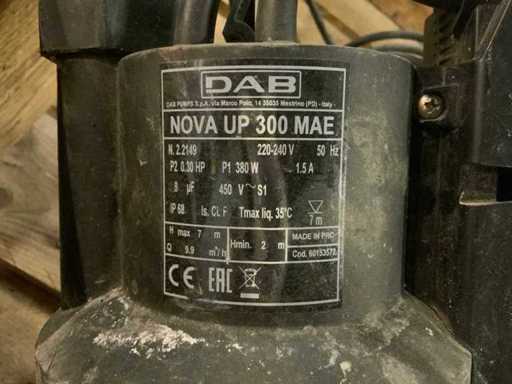 DAB
DAB PUMPS S.p.A. via Marco Polo, 14 35035 Mestrino (PD) - Italy
NOVA UP 300 MAE
N. 2.2149 220-240 V 50 Hz
P2 0.30 HP P1 380 W 1.5 A
8 µF 450 V ~ S1
IP 68 Is. CL F Tmax liq. 35°C 7 m
H max 7 m Hmin. 2 m MADE IN PRC
Q 9.9 m³/h Cod. 60153573
CE EAC